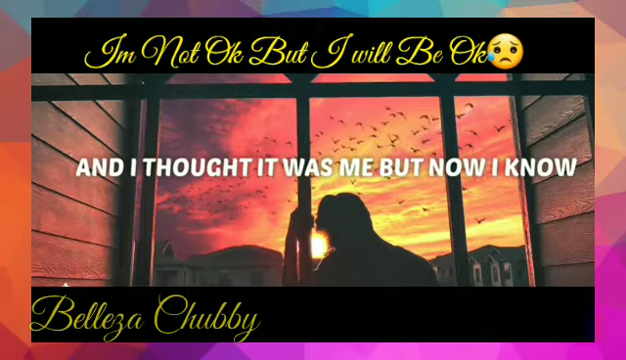 Im Not Ok But I will Be Ok😥
AND I THOUGHT IT WAS ME BUT NOW I KNOW
Belleza Chubby